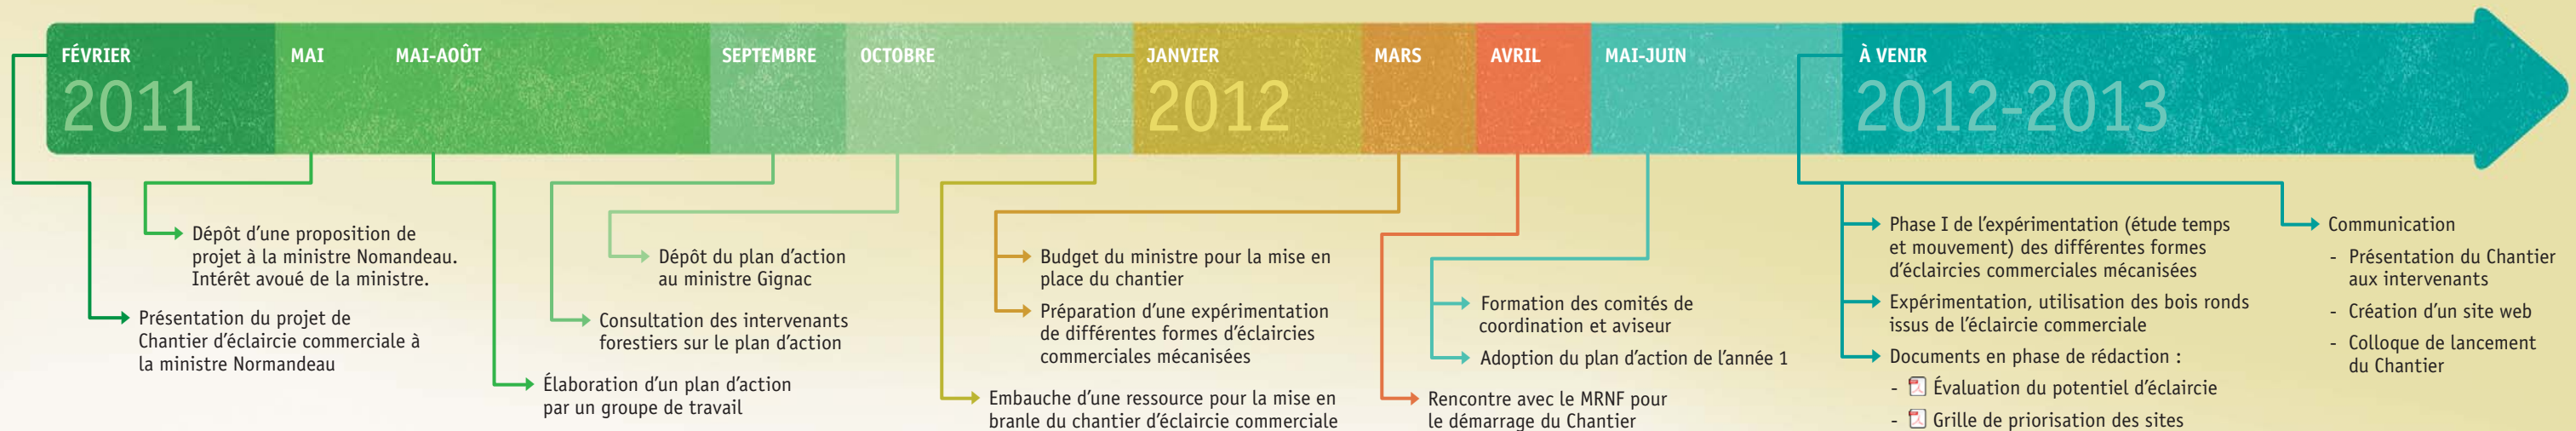 FÉVRIER
2011
MAI
MAI-AOÛT
SEPTEMBRE
OCTOBRE
JANVIER
2012
MARS
AVRIL
MAI-JUIN
À VENIR
2012-2013
Dépôt d'une proposition de
projet à la ministre Nomandeau.
Intérêt avoué de la ministre.
Présentation du projet de
Chantier d'éclaircie commerciale à
la ministre Normandeau
Élaboration d'un plan d'action
par un groupe de travail
Dépôt du plan d'action
au ministre Gignac
Consultation des intervenants
forestiers sur le plan d'action
Budget du ministre pour la mise en
place du chantier
Préparation d'une expérimentation
de différentes formes d'éclaircies
commerciales mécanisées
Embauche d'une ressource pour la mise en
branle du chantier d'éclaircie commerciale
Formation des comités de
coordination et aviseur
Adoption du plan d'action de l'année 1
Rencontre avec le MRNF pour
le démarrage du Chantier
Phase I de l'expérimentation (étude temps
et mouvement) des différentes formes
d'éclaircies commerciales mécanisées
Expérimentation, utilisation des bois ronds
issus de l'éclaircie commerciale
Documents en phase de rédaction :
- Évaluation du potentiel d'éclaircie
- Grille de priorisation des sites
Communication
- Présentation du Chantier
aux intervenants
- Création d'un site web
- Colloque de lancement
du Chantier